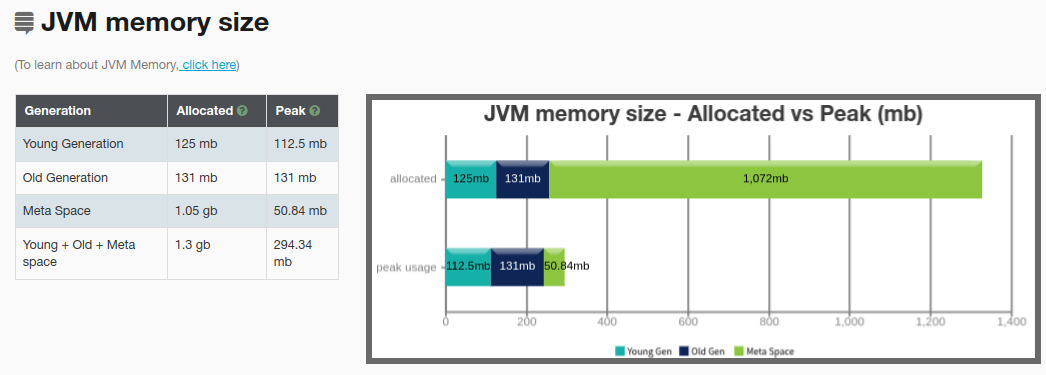 JVM memory size
(To learn about JVM Memory, click here)
Generation Allocated ? Peak ?
Young Generation 125 mb 112.5 mb
Old Generation 131 mb 131 mb
Meta Space 1.05 gb 50.84 mb
Young + Old + Meta space 1.3 gb 294.34 mb
JVM memory size - Allocated vs Peak (mb)
allocated 125mb 131mb 1,072mb
peak usage 112.5mb 131mb 50.84mb
0 200 400 600 800 1,000 1,200 1,400
Young Gen Old Gen Meta Space